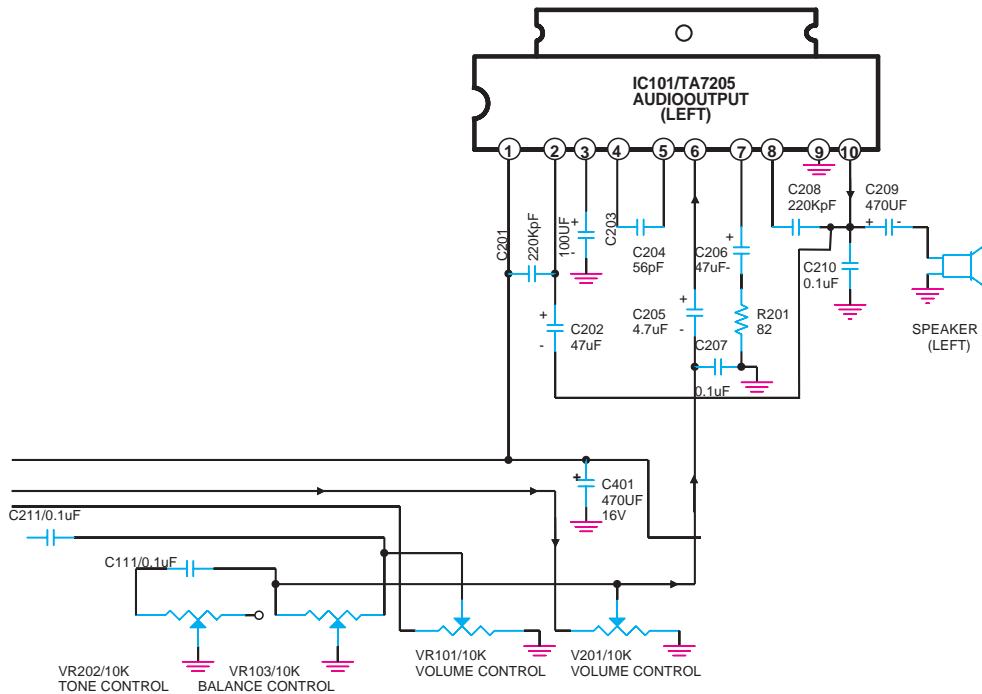 IC101/TA7205
AUDIOOUTPUT
(LEFT)
1
2
3
4
5
6
7
8
9
10
C201
220KpF
100UF
+
-
C203
C204
56pF
+
C206
47uF-
C208
220KpF
C209
470UF
+ -
C210
0.1uF
+
-
C202
47uF
C205
4.7uF
+
-
R201
82
C207
0.1uF
SPEAKER
(LEFT)
+
C401
470UF
16V
C211/0.1uF
C111/0.1uF
VR202/10K
TONE CONTROL
VR103/10K
BALANCE CONTROL
VR101/10K
VOLUME CONTROL
V201/10K
VOLUME CONTROL